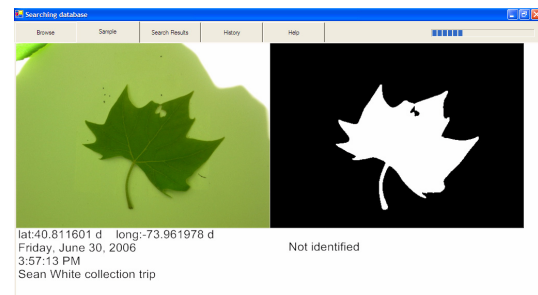 Searching database
Browse Sample Search Results History Help
lat:40.811601 d long:-73.961978 d
Friday, June 30, 2006
3:57:13 PM
Sean White collection trip
Not identified